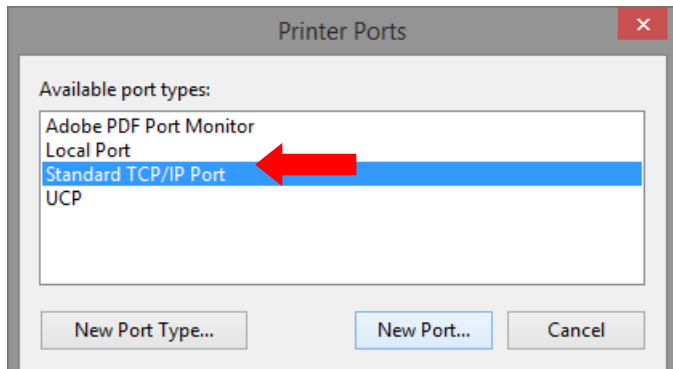 Printer Ports
Available port types:
Adobe PDF Port Monitor
Local Port
Standard TCP/IP Port
UCP
New Port Type... New Port... Cancel